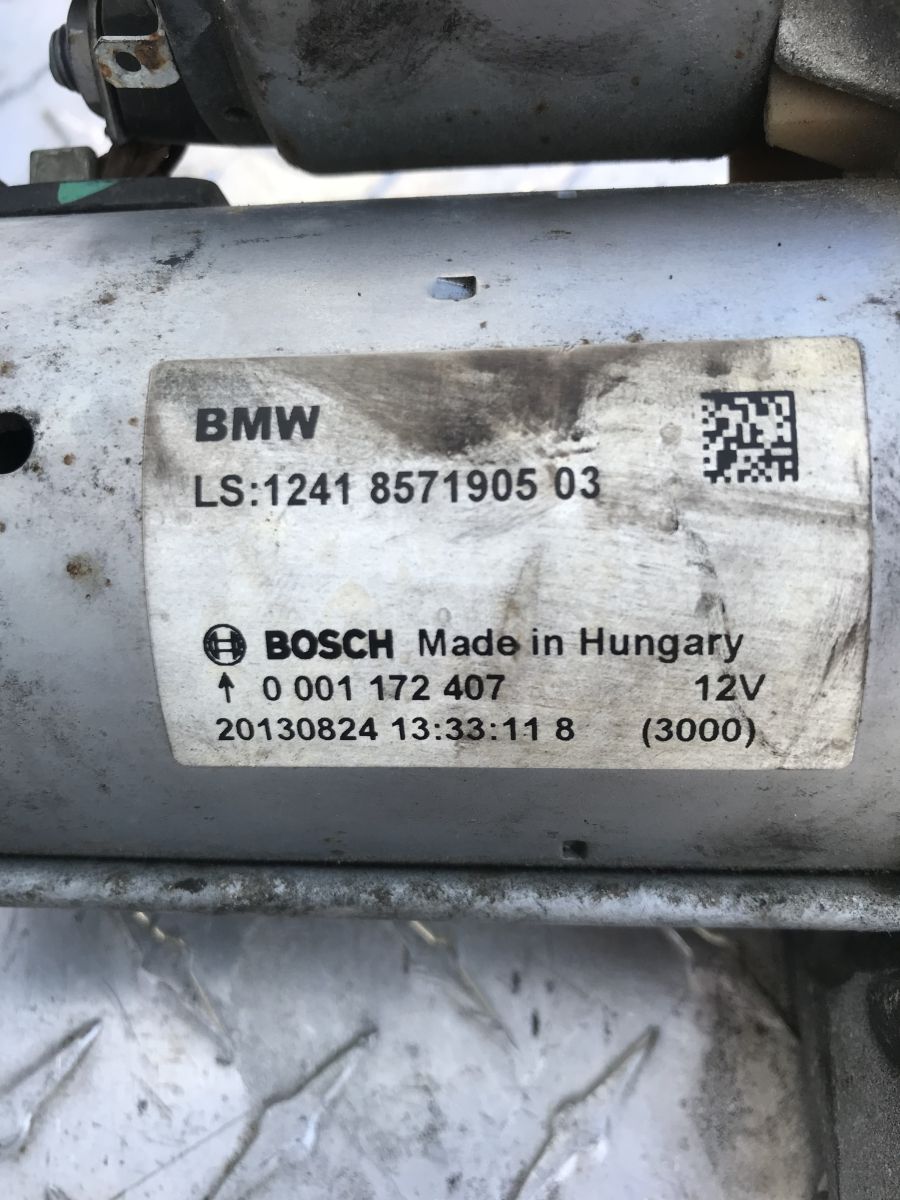 BMW
LS:1241 8571905 03
BOSCH Made in Hungary
↑ 0 001 172 407 12V
20130824 13:33:11 8 (3000)